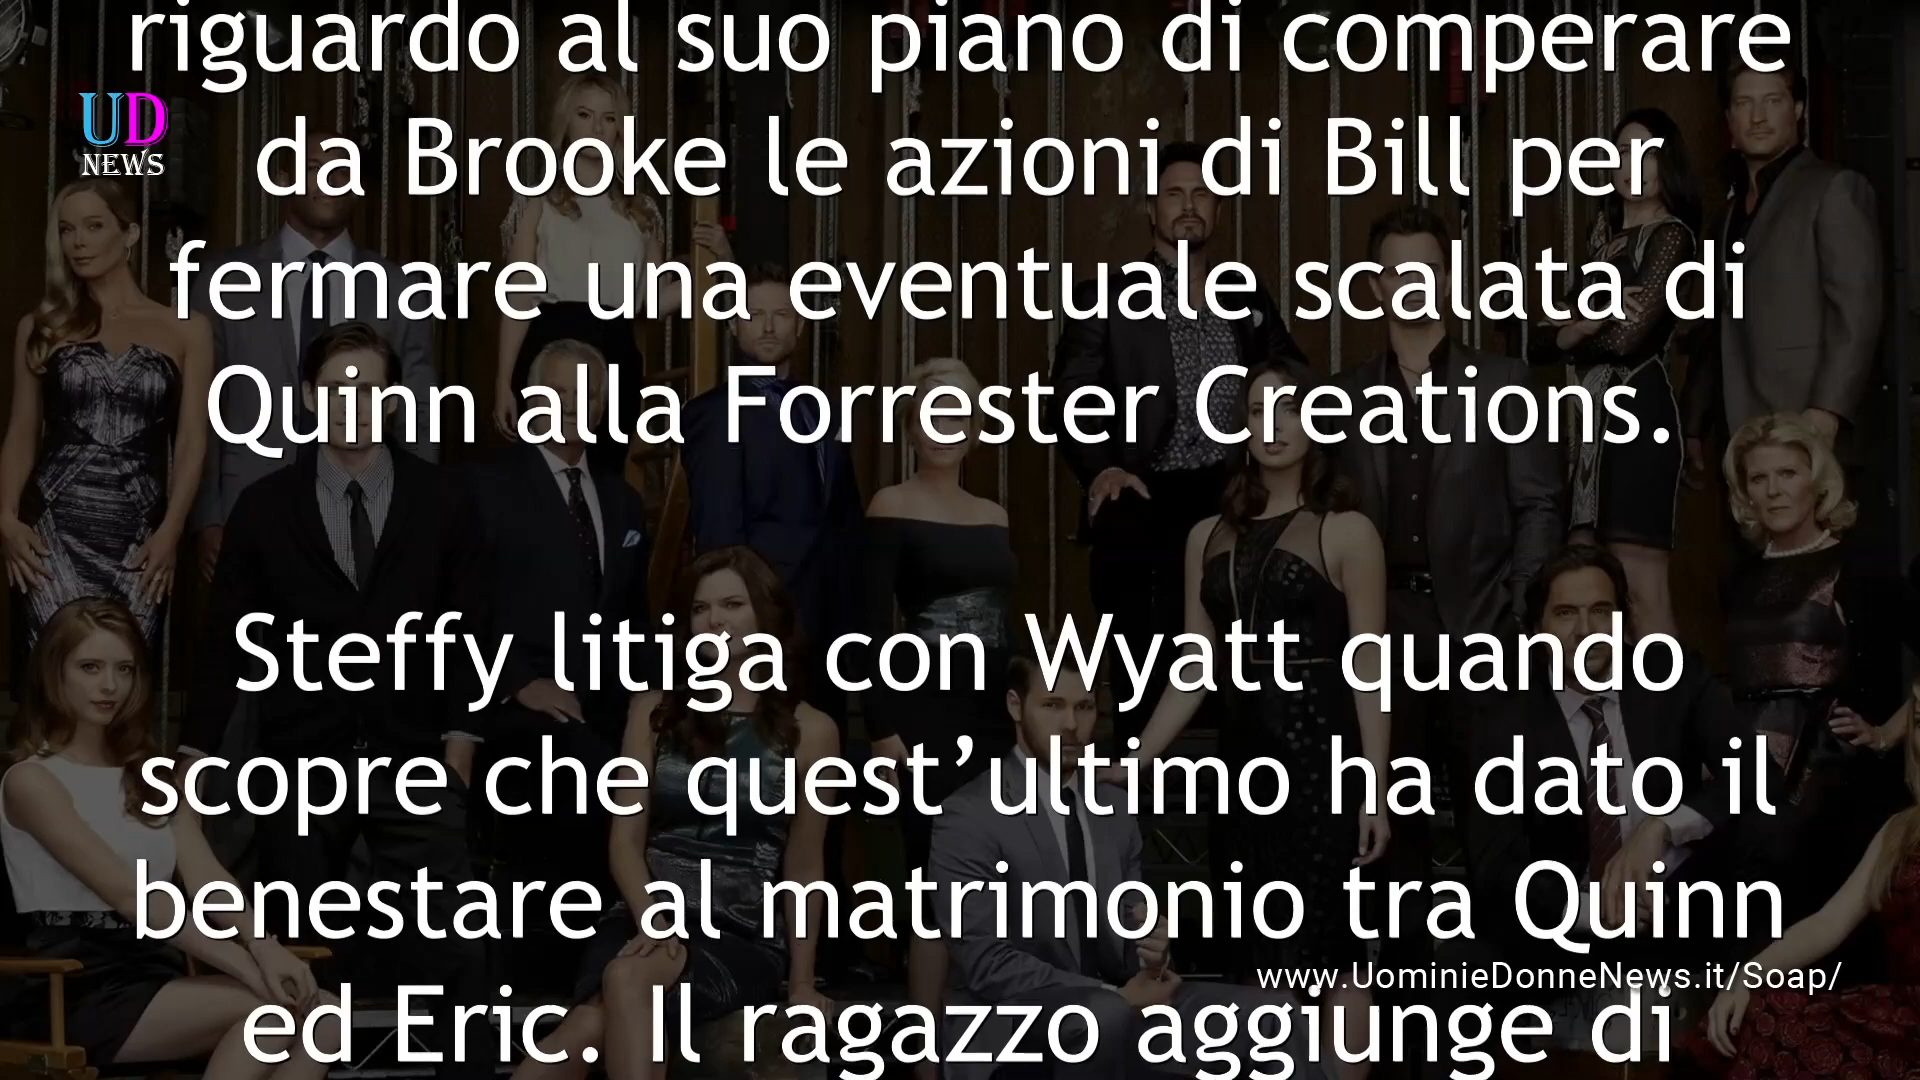 riguardo al suo piano di comperare
UD
NEWS
da Brooke le azioni di Bill per
fermare una eventuale scalata di
Quinn alla Forrester Creations.
Steffy litiga con Wyatt quando
scopre che quest’ultimo ha dato il
benestare al matrimonio tra Quinn
www.UominieDonneNews.it/Soap/
ed Eric. Il ragazzo aggiunge di